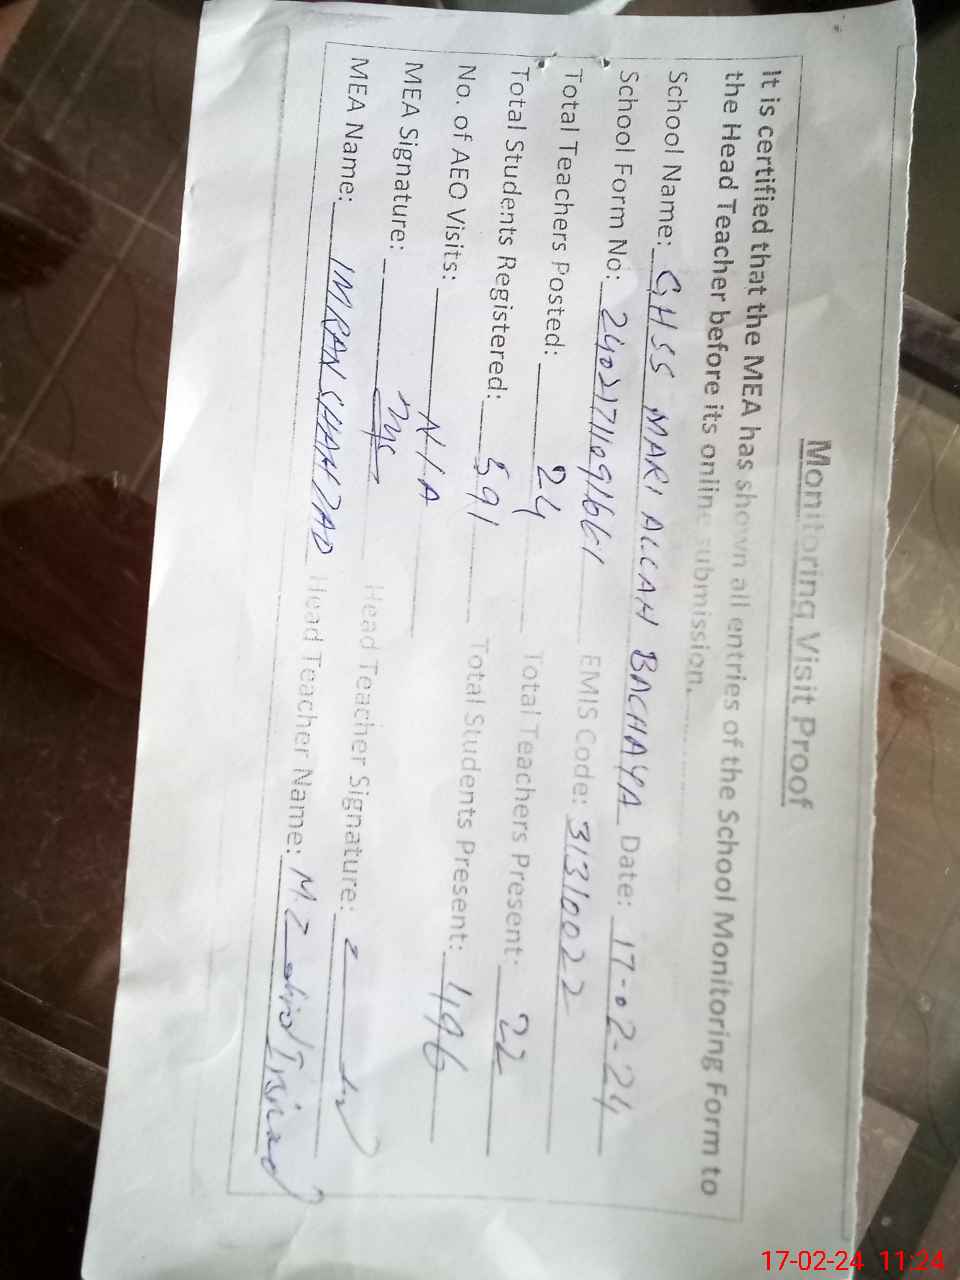 Monitoring Visit Proof
It is certified that the MEA has shown all entries of the School Monitoring Form to
the Head Teacher before its online submission.
School Name: GHSS MARI ALLAH BACHAYA Date: 17-02-24
School Form No: EMIS Code: 31310022
Total Teachers Posted: 24 Total Teachers Present: 22
Total Students Registered: 591 Total Students Present: 496
No. of AEO Visits: N/A
MEA Signature: Head Teacher Signature:
MEA Name: IMRAN SHAHZAD Head Teacher Name: M.
17-02-24 11:24